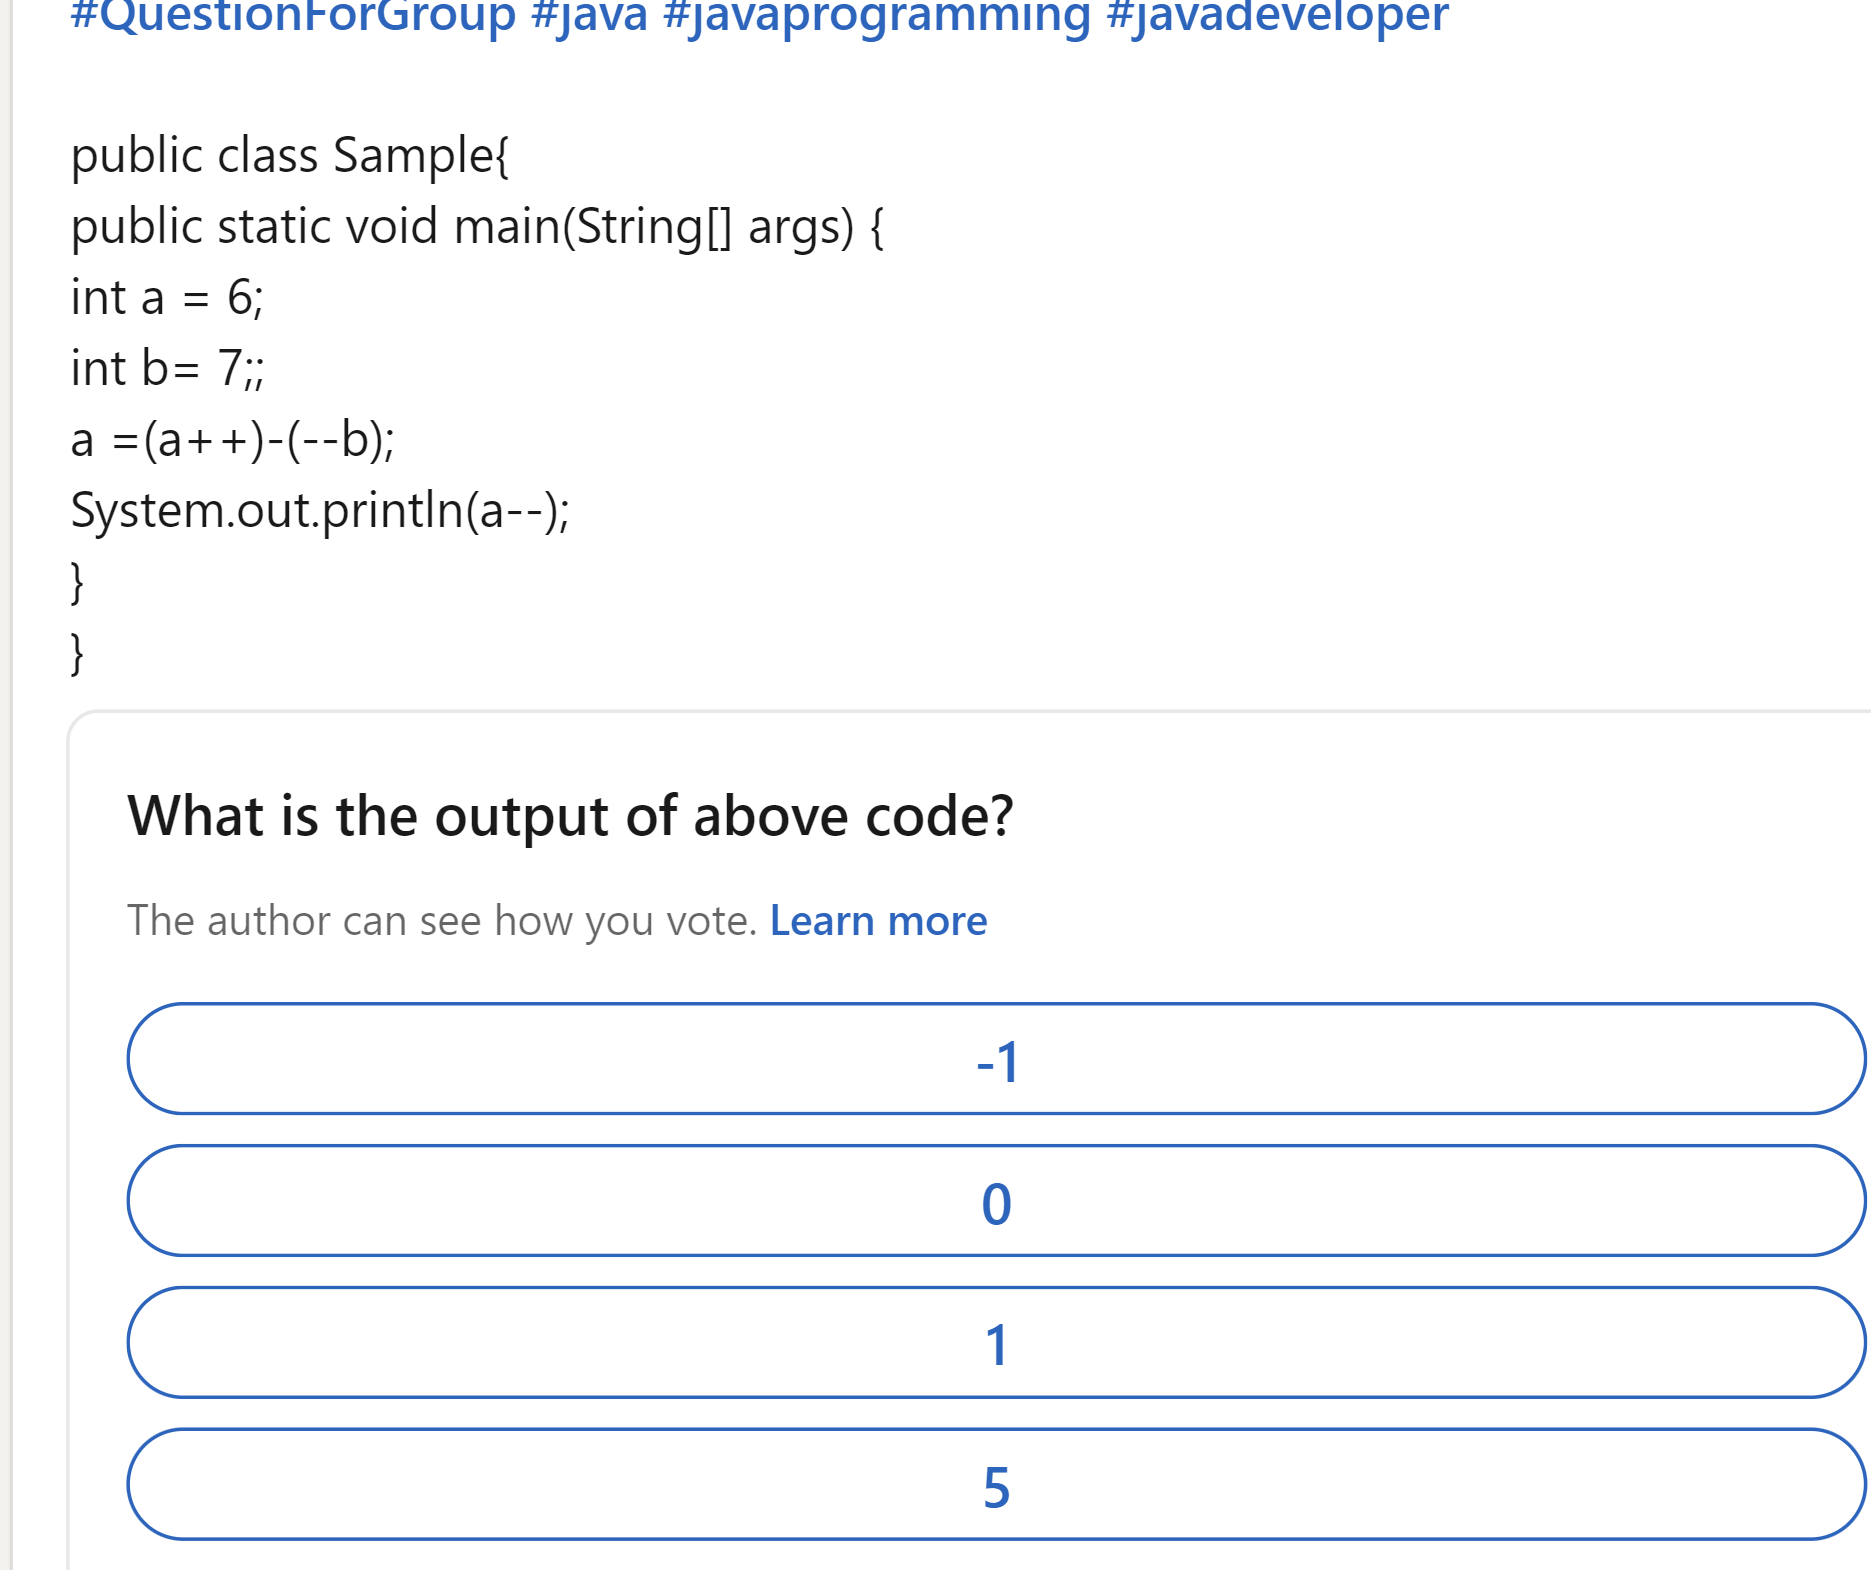 #QuestionForGroup #java #javaprogramming #javadeveloper
public class Sample{
public static void main(String[] args) {
int a = 6;
int b= 7;;
a =(a++)-(--b);
System.out.println(a--);
}
}
What is the output of above code?
The author can see how you vote. Learn more
-1
0
1
5